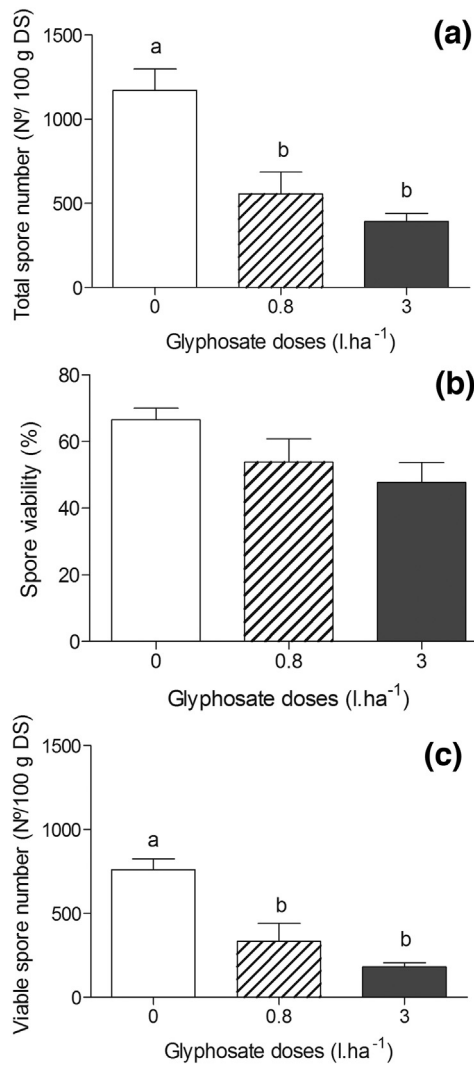 (a)
Total spore number (Nº/ 100 g DS)
1500
1000
500
0
a
b
b
0
0.8
3
Glyphosate doses (l.ha⁻¹)
(b)
Spore viability (%)
80
60
40
20
0
0
0.8
3
Glyphosate doses (l.ha⁻¹)
(c)
Viable spore number (Nº/100 g DS)
1500
1000
500
0
a
b
b
0
0.8
3
Glyphosate doses (l.ha⁻¹)